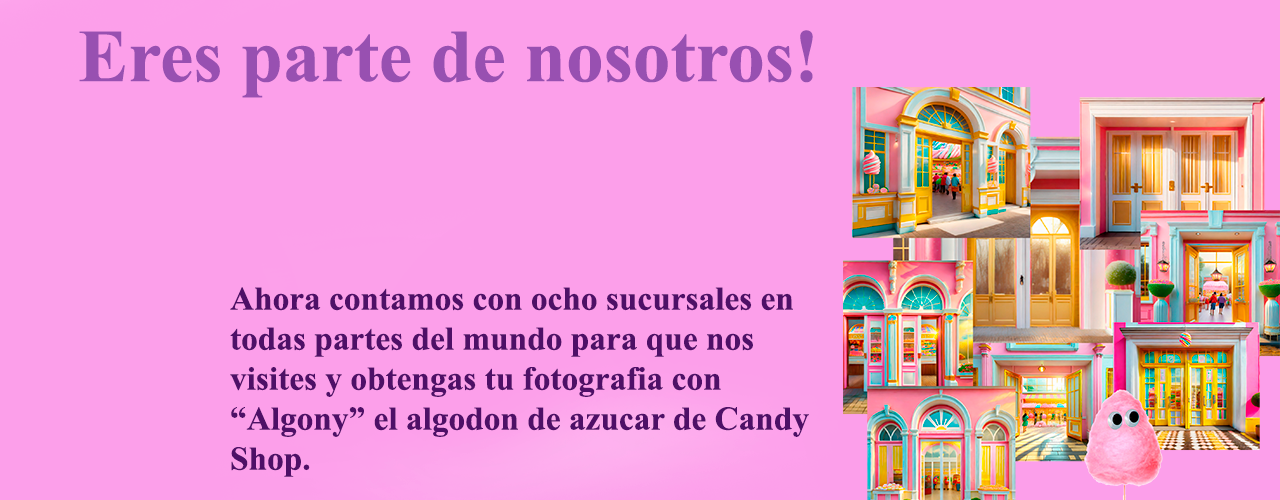 Eres parte de nosotros!
Ahora contamos con ocho sucursales en
todas partes del mundo para que nos
visites y obtengas tu fotografia con
“Algony” el algodon de azucar de Candy
Shop.